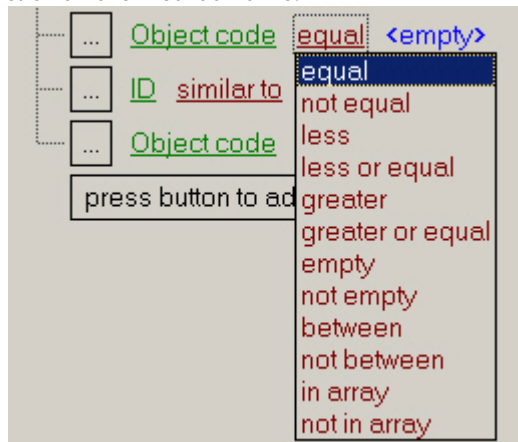 ... Object code equal <empty>
equal
... ID similar to
not equal
less
... Object code
less or equal
press button to ad
greater
greater or equal
empty
not empty
between
not between
in array
not in array